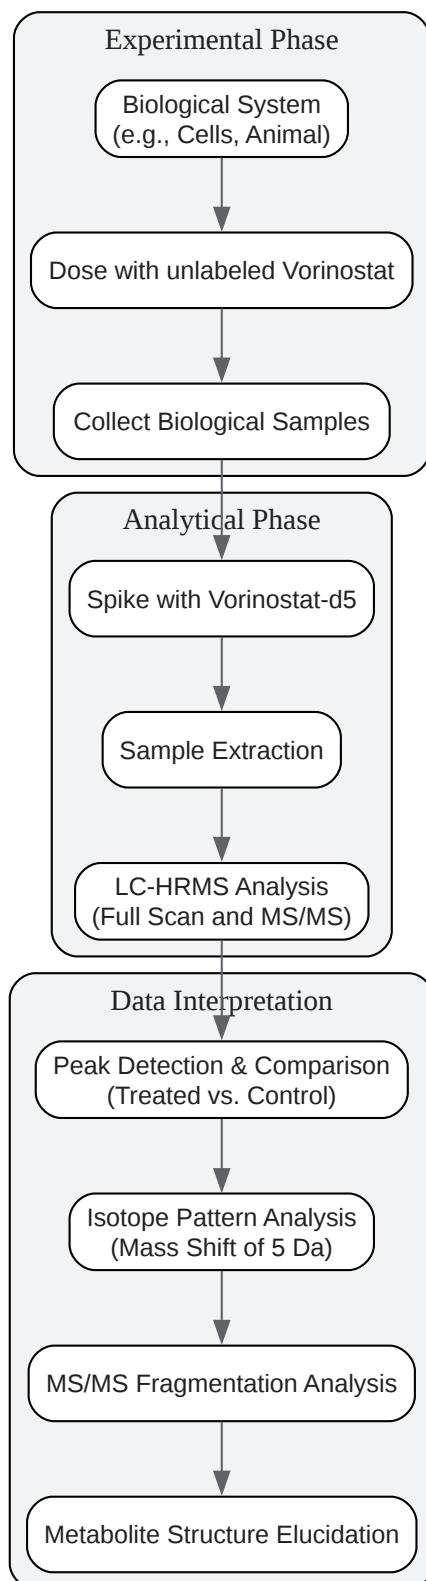 Experimental Phase
Biological System
(e.g., Cells, Animal)
Dose with unlabeled Vorinostat
Collect Biological Samples
Analytical Phase
Spike with Vorinostat-d5
Sample Extraction
LC-HRMS Analysis
(Full Scan and MS/MS)
Data Interpretation
Peak Detection & Comparison
(Treated vs. Control)
Isotope Pattern Analysis
(Mass Shift of 5 Da)
MS/MS Fragmentation Analysis
Metabolite Structure Elucidation